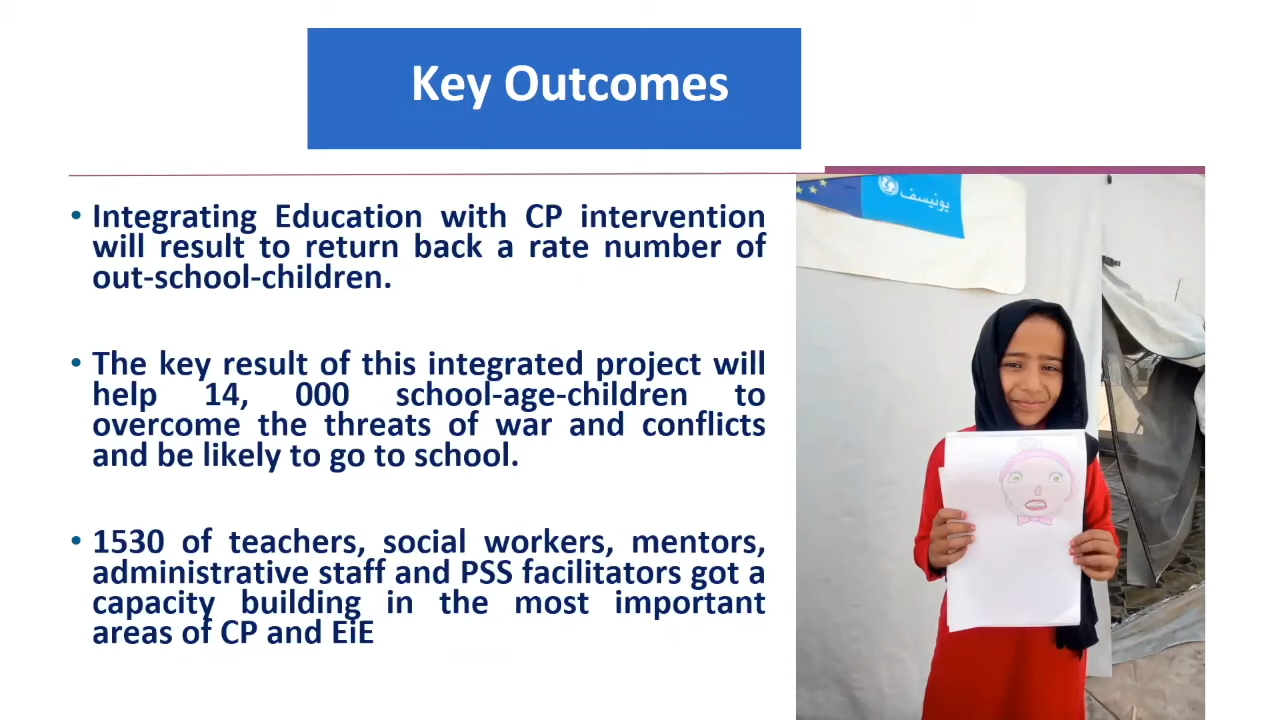 Key Outcomes
• Integrating Education with CP intervention
will result to return back a rate number of
out-school-children.
• The key result of this integrated project will
help 14, 000 school-age-children to
overcome the threats of war and conflicts
and be likely to go to school.
• 1530 of teachers, social workers, mentors,
administrative staff and PSS facilitators got a
capacity building in the most important
areas of CP and EiE
يونيسف